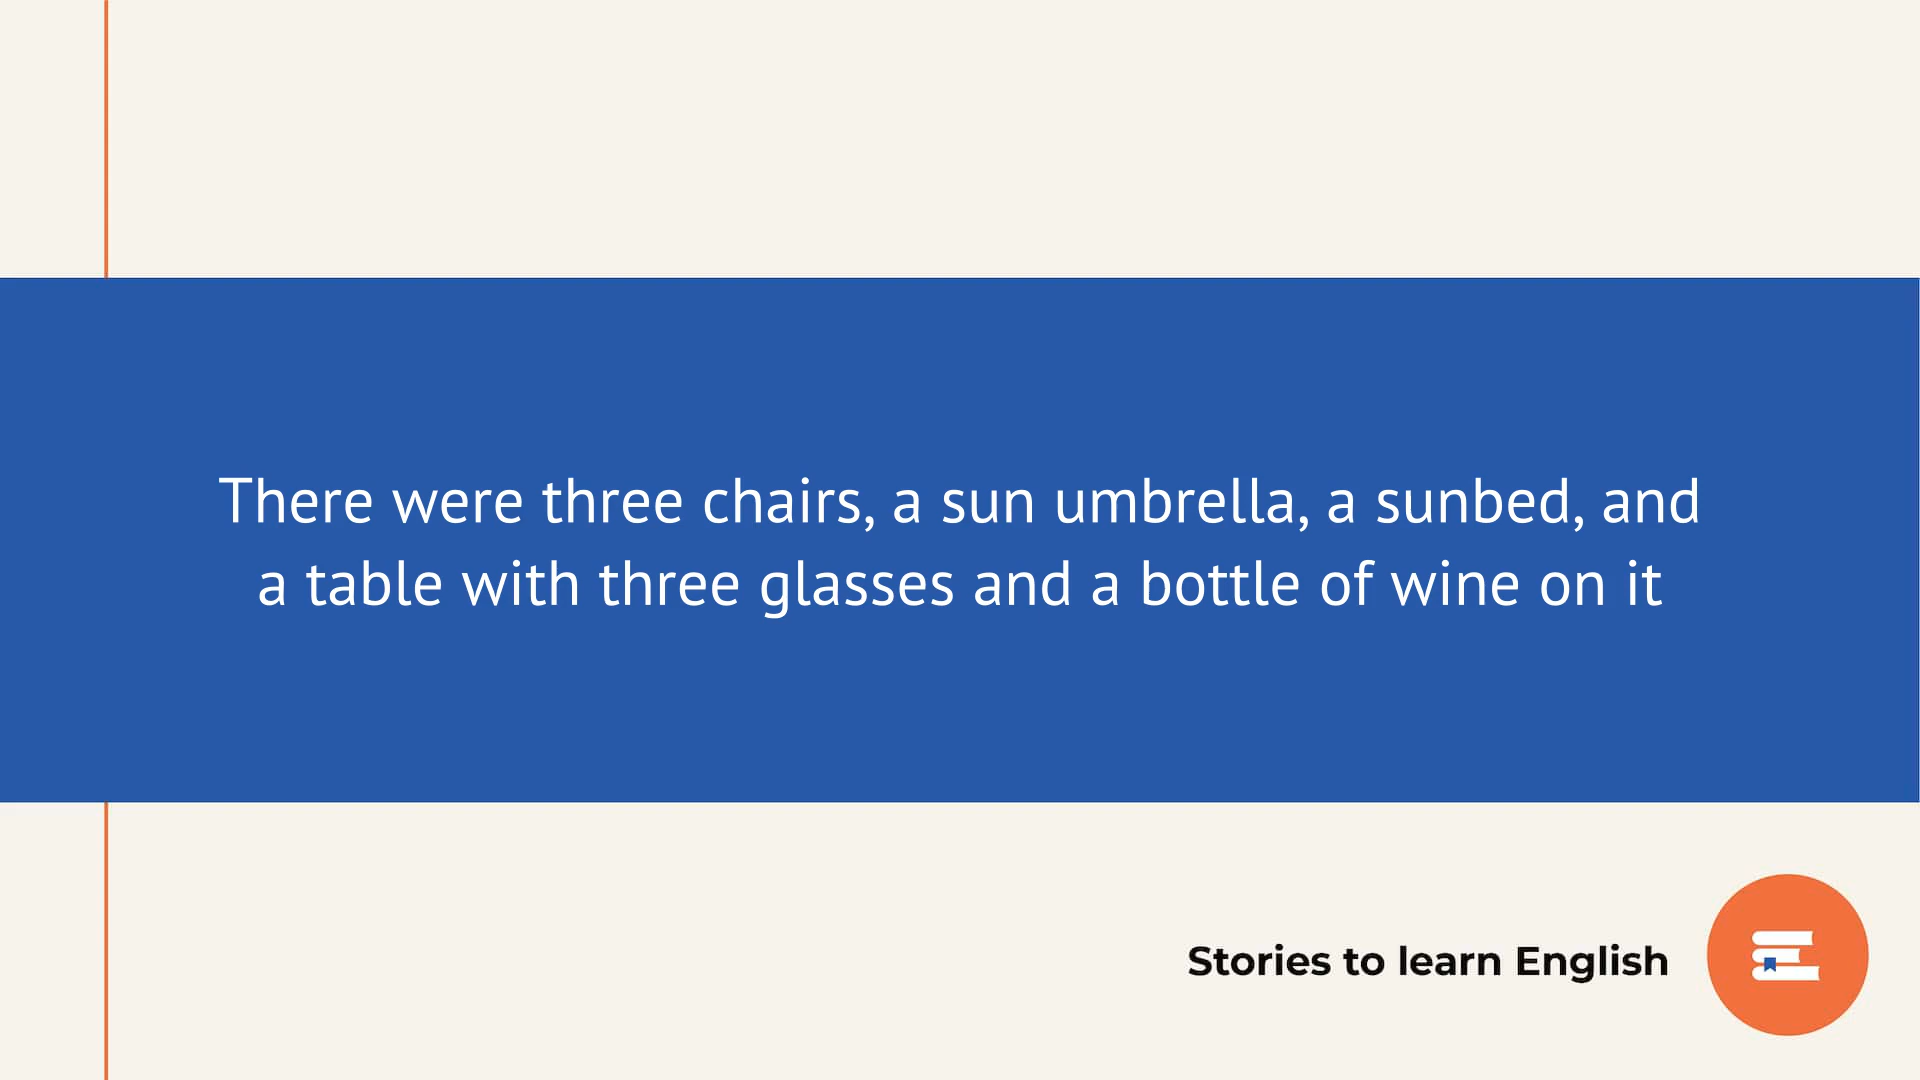 There were three chairs, a sun umbrella, a sunbed, and
a table with three glasses and a bottle of wine on it
Stories to learn English